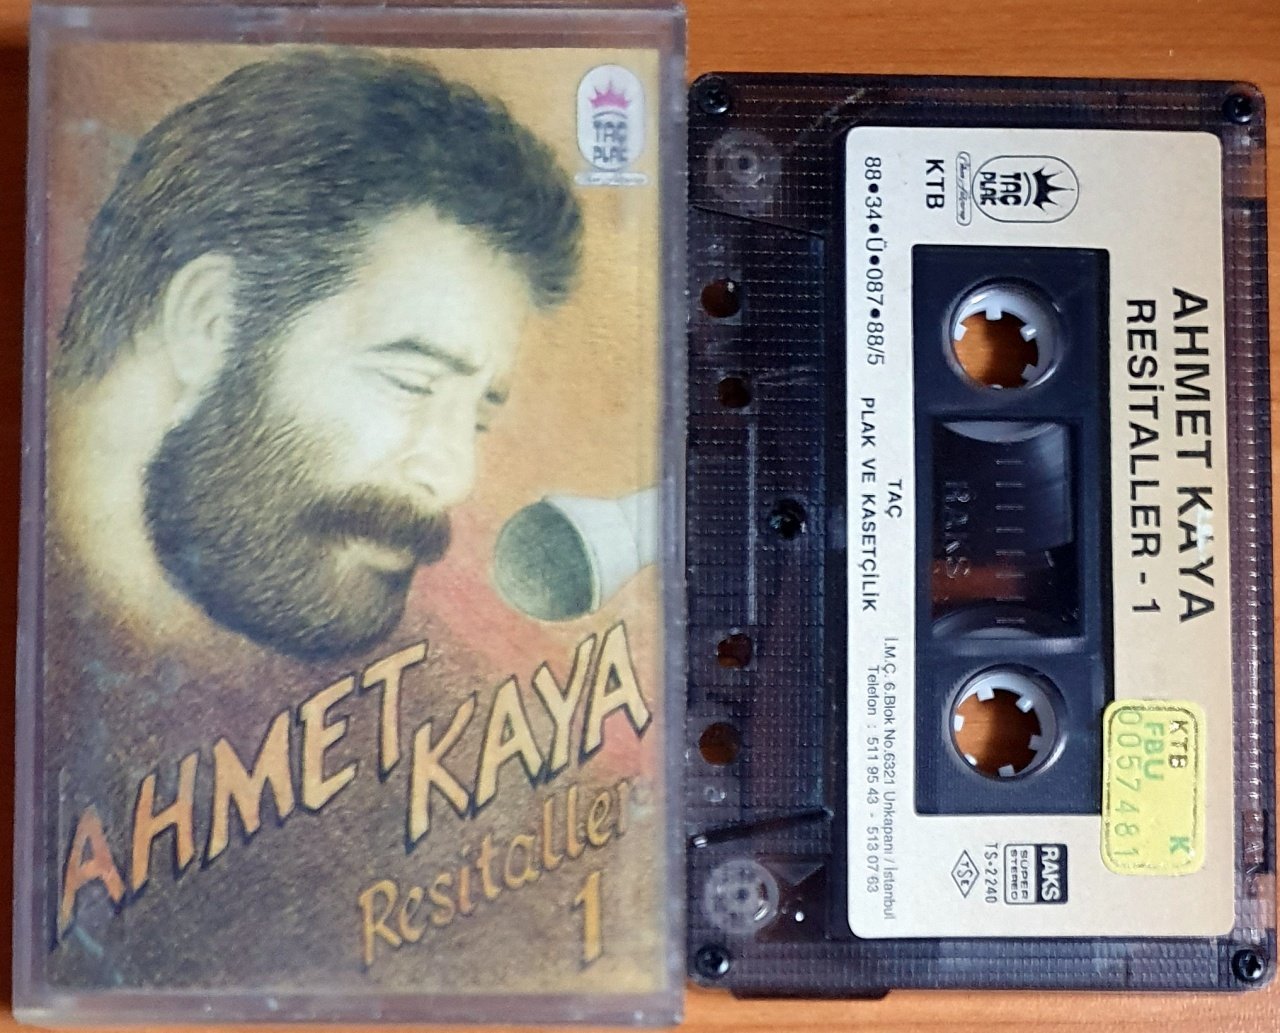 TAÇ
PLAK
AHMET
KAYA
Resitaller
1
TAÇ
PLAK
KTB
AHMET KAYA
RESİTALLER - 1
88•34•Ü•087•88/5
TAÇ
PLAK VE KASETÇİLİK
İ.M.Ç. 6.Blok No.6321 Unkapanı / İstanbul
Telefon : 511 95 43 - 513 07 63
RAKS
RAKS
SUPER
STEREO
TS•2240
TSE
KTB K
FBU
0057481